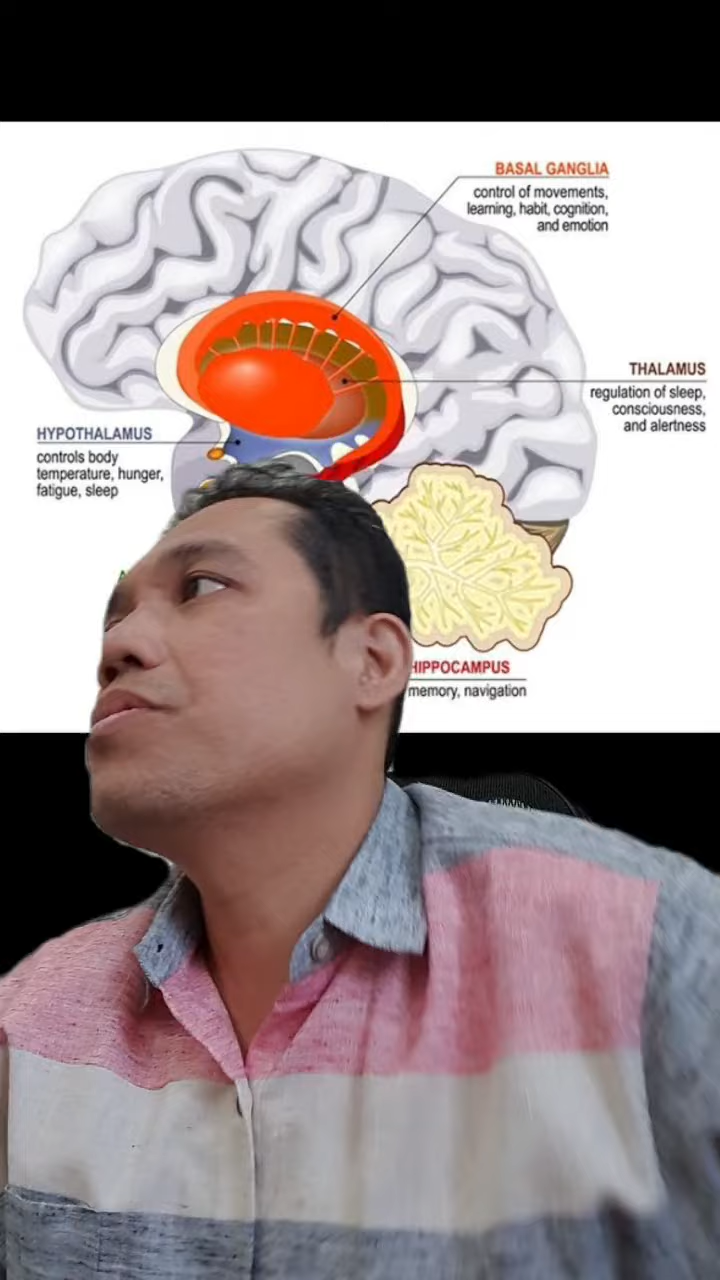 BASAL GANGLIA
control of movements,
learning, habit, cognition,
and emotion
THALAMUS
regulation of sleep,
consciousness,
and alertness
HYPOTHALAMUS
controls body
temperature, hunger,
fatigue, sleep
HIPPOCAMPUS
memory, navigation